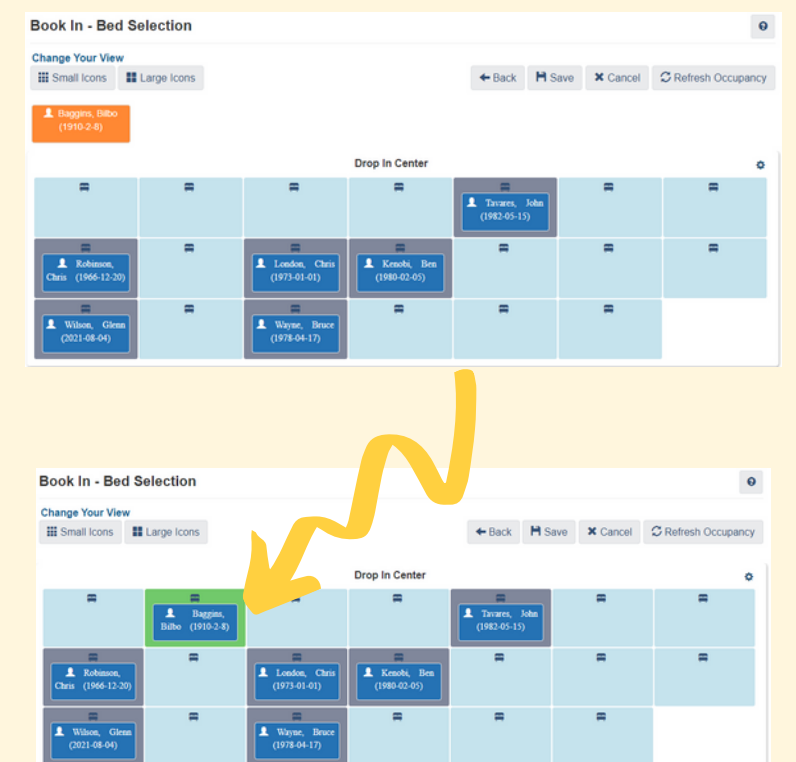 Book In - Bed Selection
Change Your View
Small Icons Large Icons Back Save Cancel Refresh Occupancy
Baggins, Bilbo
(1910-2-8)
Drop In Center
Tavares, John
(1982-05-15)
Robinson,
Chris (1966-12-20)
London, Chris
(1973-01-01)
Kenobi, Ben
(1980-02-05)
Wilson, Glenn
(2021-08-04)
Wayne, Bruce
(1978-04-17)
Book In - Bed Selection
Change Your View
Small Icons Large Icons Back Save Cancel Refresh Occupancy
Drop In Center
Baggins,
Bilbo (1910-2-8)
Tavares, John
(1982-05-15)
Robinson,
Chris (1966-12-20)
London, Chris
(1973-01-01)
Kenobi, Ben
(1980-02-05)
Wilson, Glenn
(2021-08-04)
Wayne, Bruce
(1978-04-17)